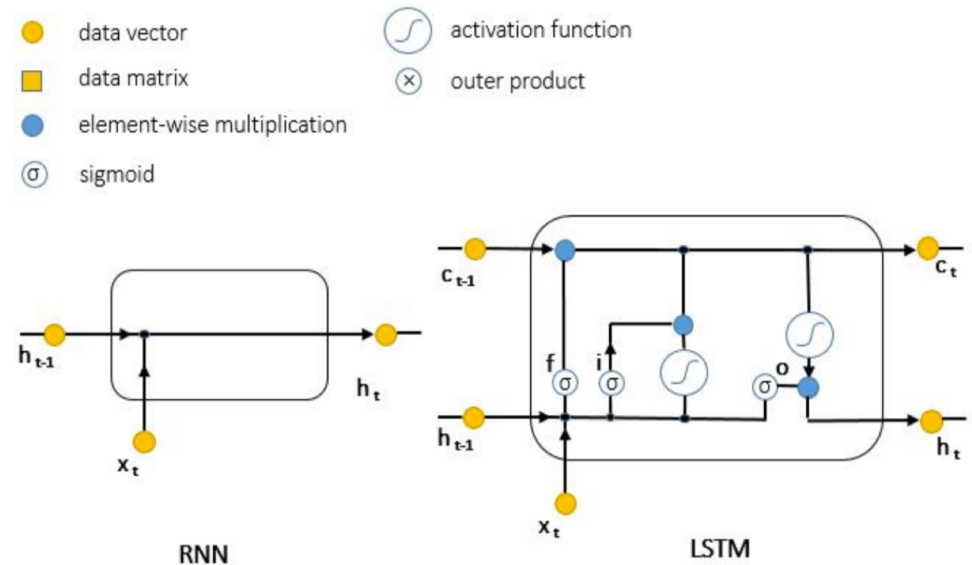 data vector
data matrix
element-wise multiplication
σ sigmoid
activation function
× outer product
h t-1
h t
x t
RNN
c t-1
c t
f
σ
i
σ
σ
o
h t-1
h t
x t
LSTM